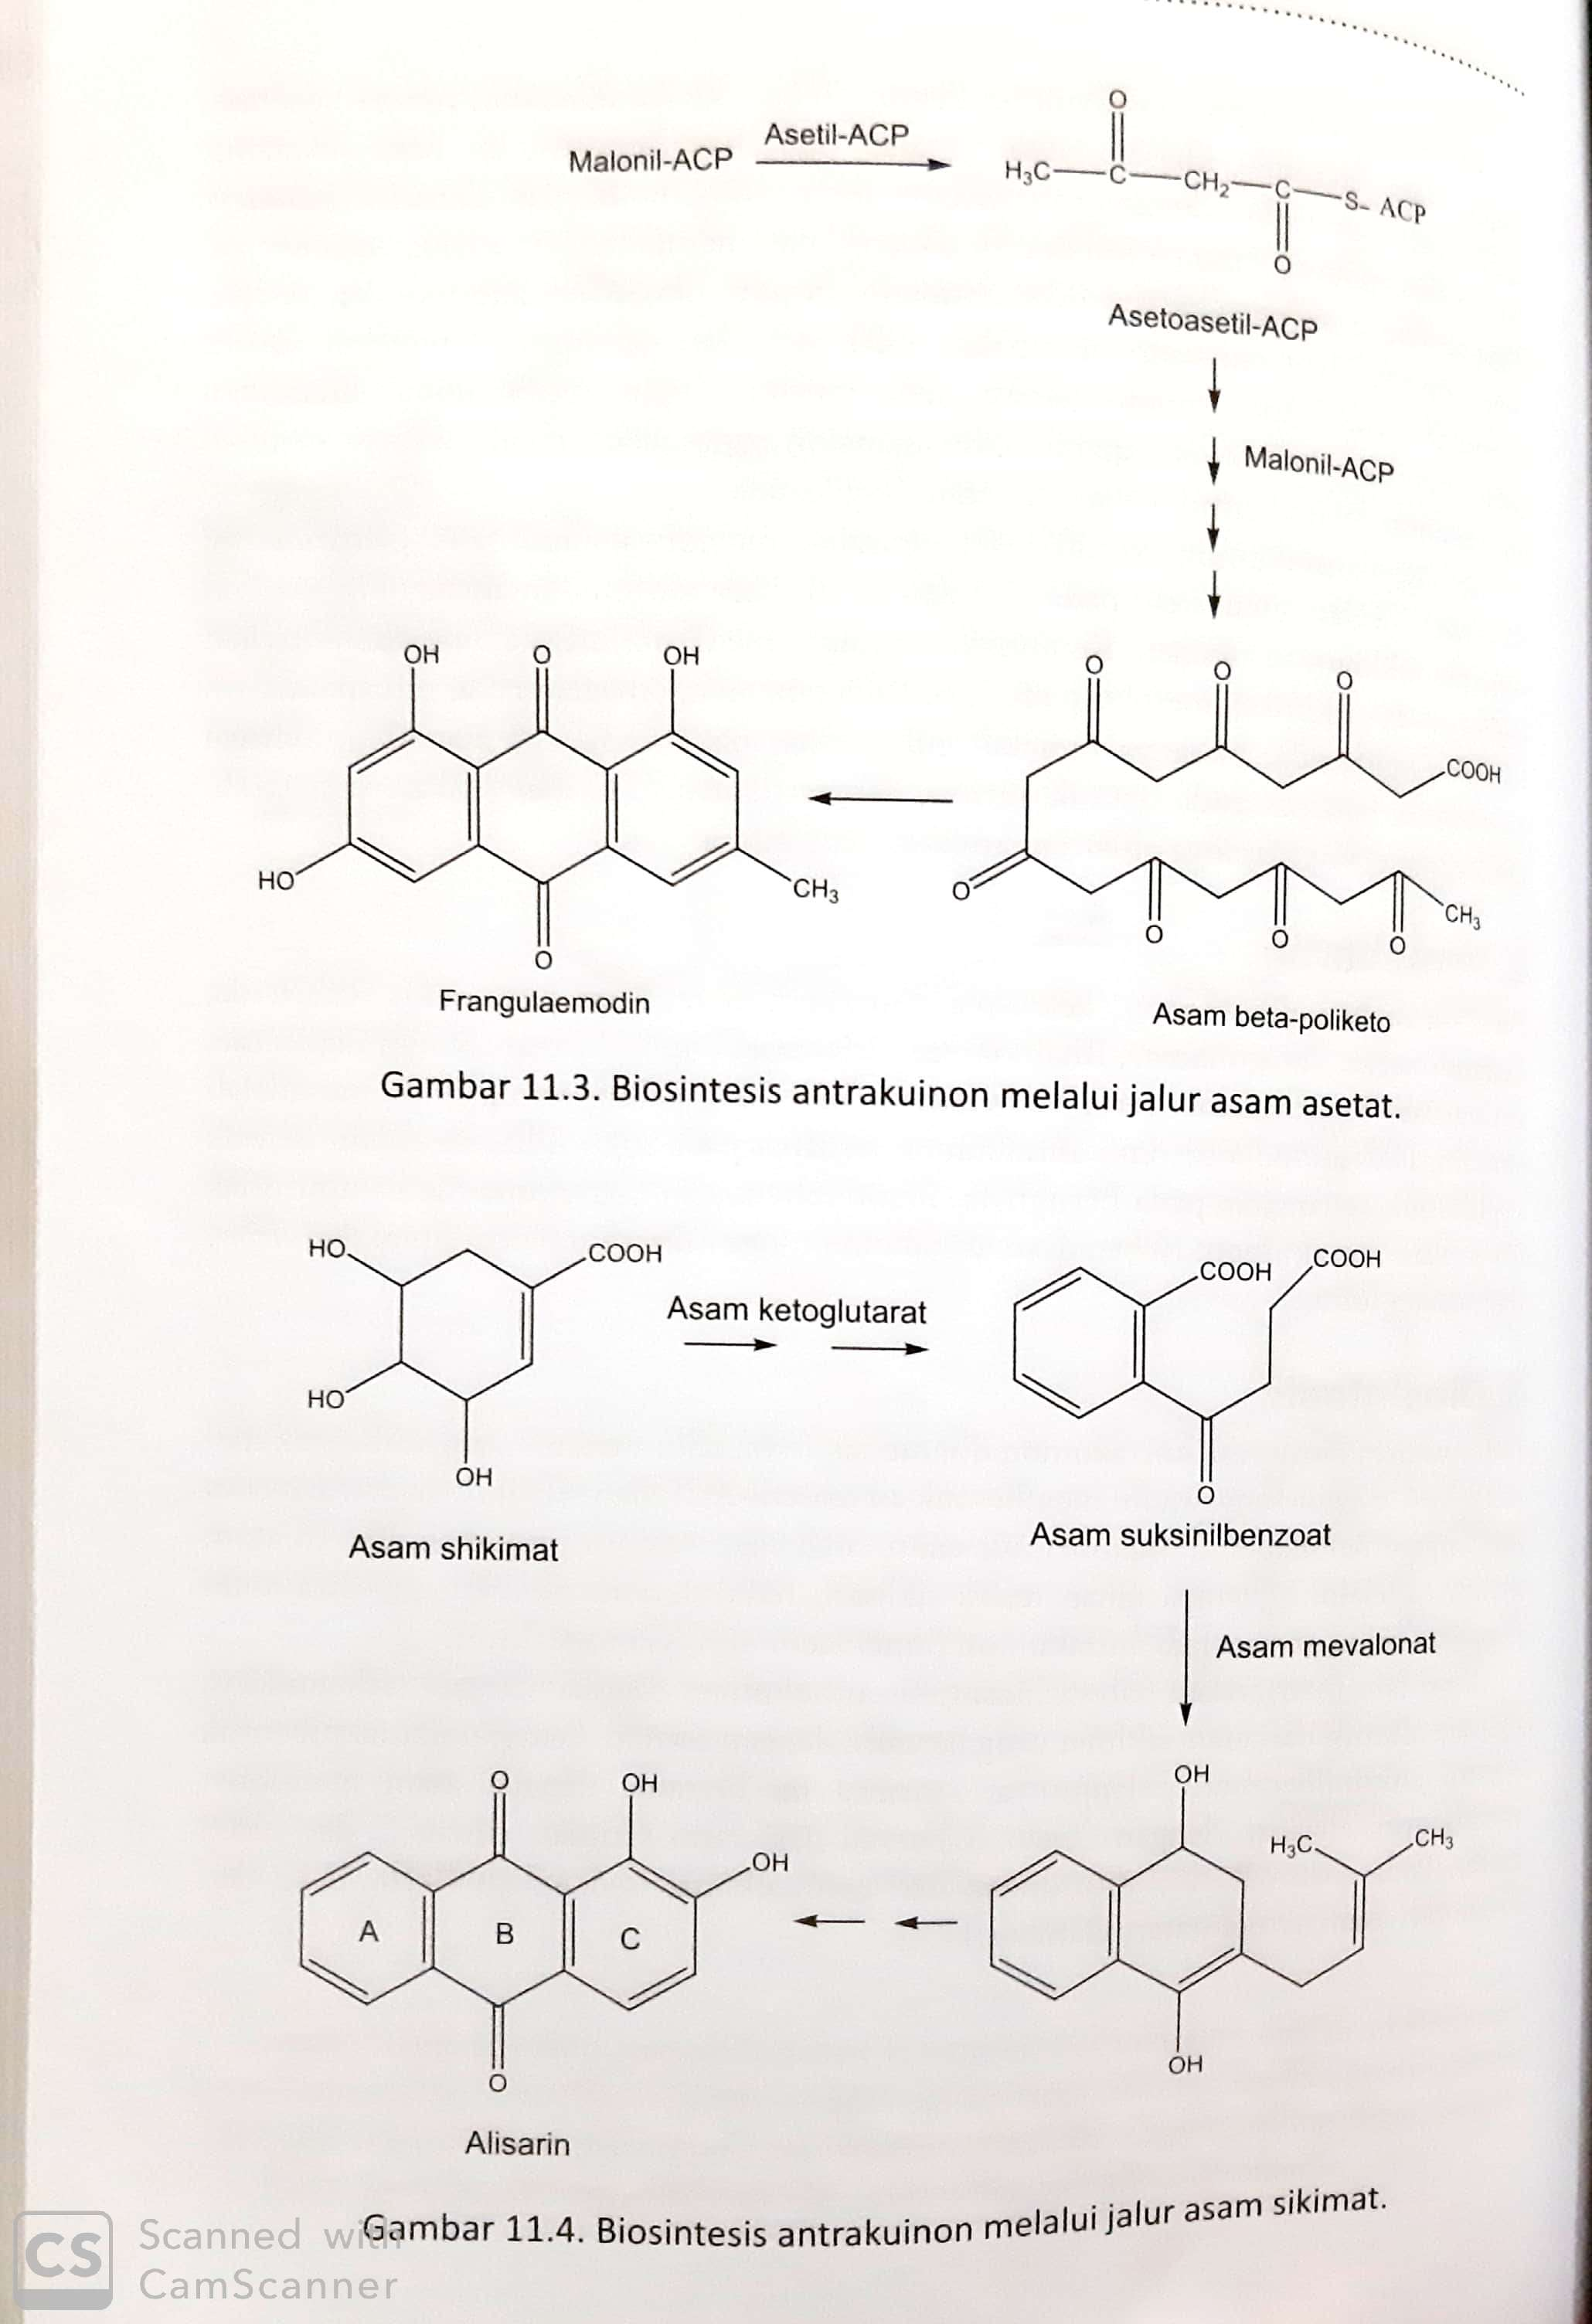 Asetil-ACP
Malonil-ACP
O
H3C C CH2 C S- ACP
O
Asetoasetil-ACP
Malonil-ACP
OH O OH
HO CH3
O
Frangulaemodin
O O O
COOH
O
O O O CH3
Asam beta-poliketo
Gambar 11.3. Biosintesis antrakuinon melalui jalur asam asetat.
HO COOH
HO
OH
Asam shikimat
Asam ketoglutarat
COOH COOH
O
Asam suksinilbenzoat
Asam mevalonat
O OH
OH
A B C
O
Alisarin
OH
H3C CH3
OH
Gambar 11.4. Biosintesis antrakuinon melalui jalur asam sikimat.
CS Scanned with
CamScanner